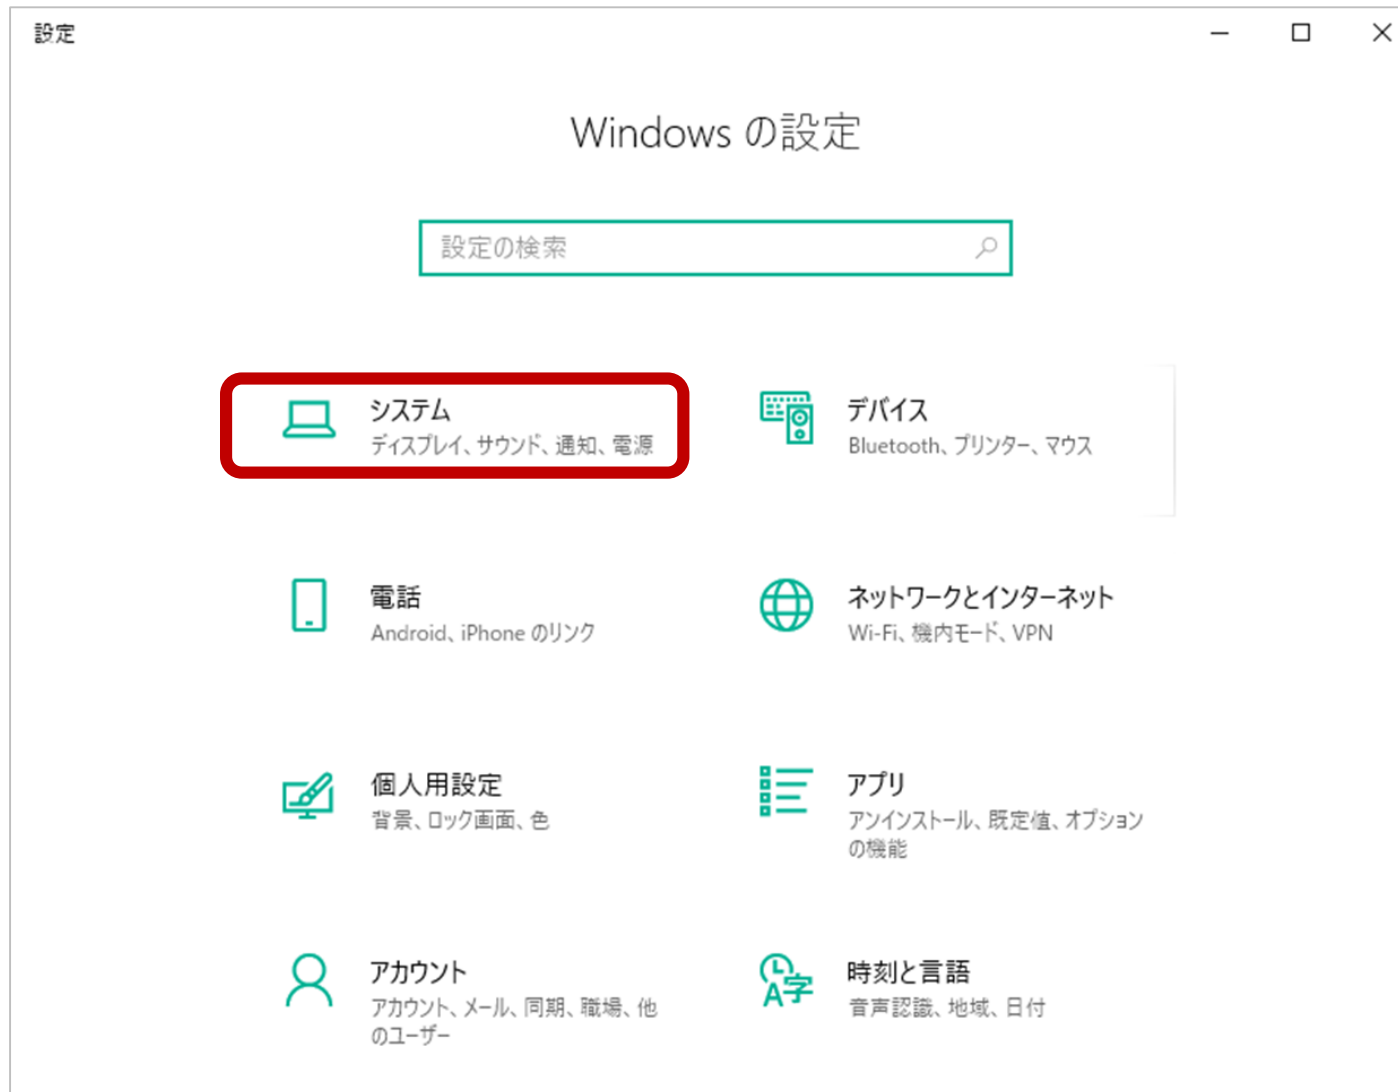 設定
Windows の設定
設定の検索
システム
ディスプレイ、サウンド、通知、電源
デバイス
Bluetooth、プリンター、マウス
電話
Android、iPhone のリンク
ネットワークとインターネット
Wi-Fi、機内モード、VPN
個人用設定
背景、ロック画面、色
アプリ
アンインストール、既定値、オプション
の機能
アカウント
アカウント、メール、同期、職場、他
のユーザー
時刻と言語
音声認識、地域、日付